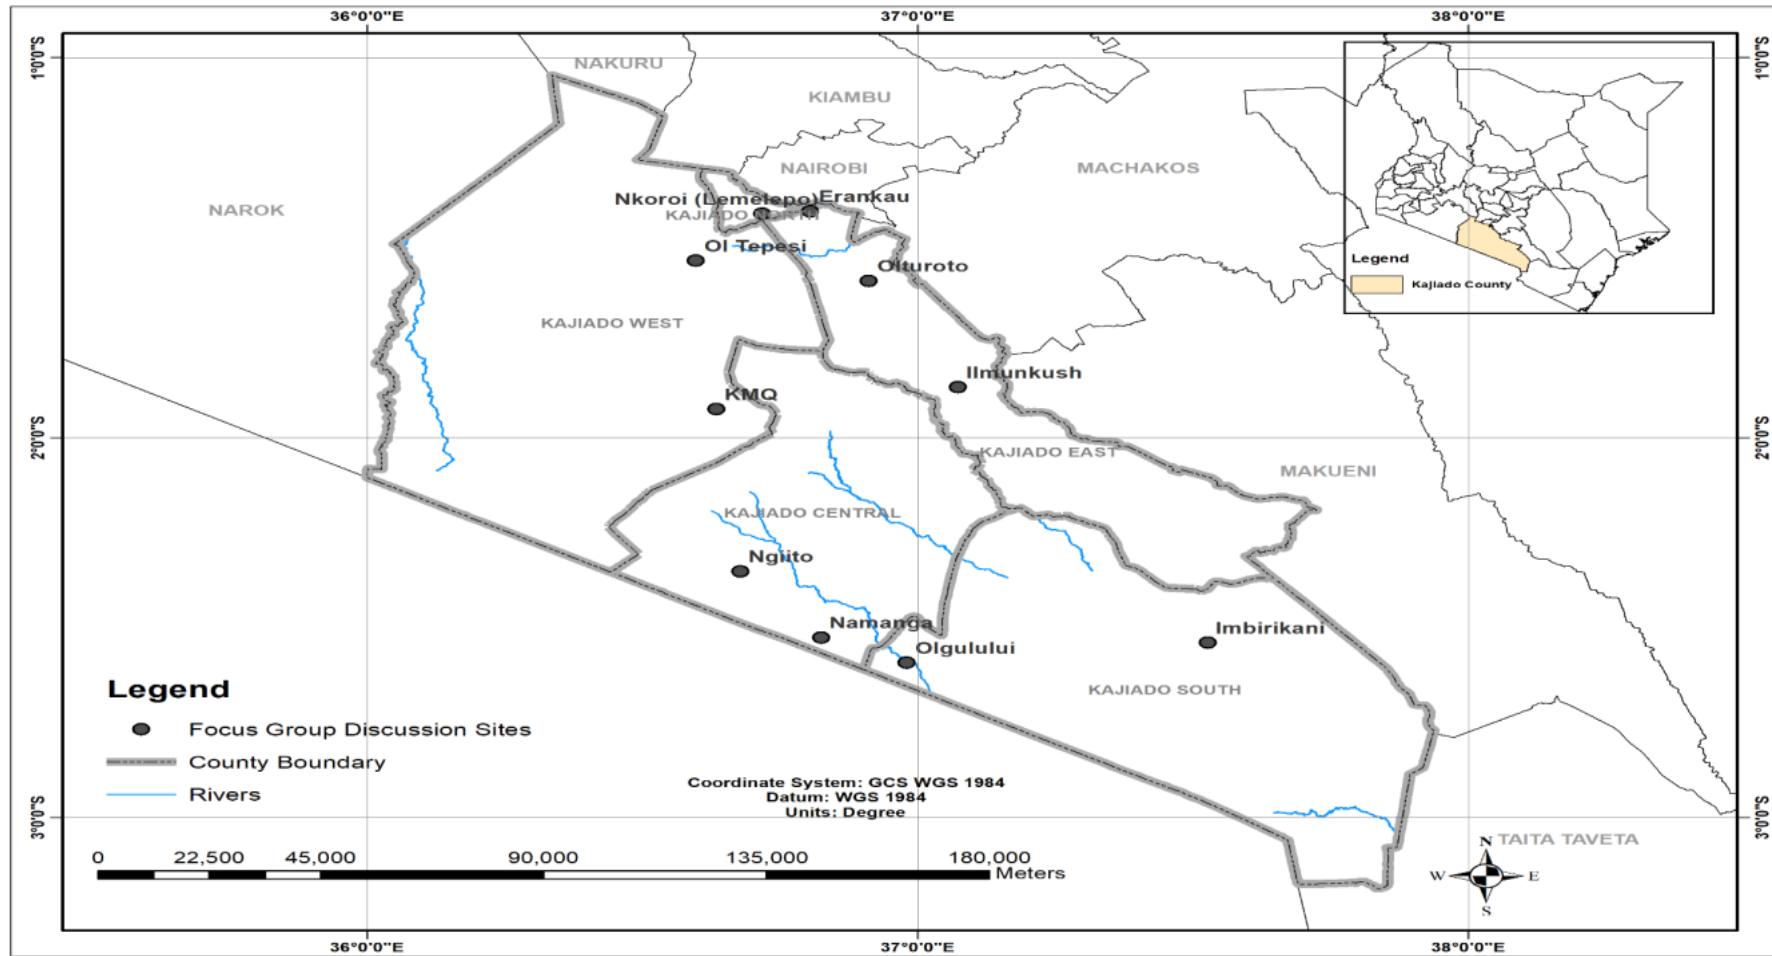 36°0'0"E
37°0'0"E
38°0'0"E
1°0'0"S
1°0'0"S
NAKURU
KIAMBU
NAIROBI
MACHAKOS
NAROK
Nkoroi (Lemelepo)
Erankau
KAJIADO NORTH
Ol Tepesi
Oituroto
Legend
Kajiado County
KAJIADO WEST
Ilmunkush
KMQ
2°0'0"S
2°0'0"S
KAJIADO EAST
MAKUENI
KAJIADO CENTRAL
Ngiito
Namanga
Imbirikani
Olgulului
KAJIADO SOUTH
Legend
Focus Group Discussion Sites
County Boundary
Rivers
Coordinate System: GCS WGS 1984
Datum: WGS 1984
Units: Degree
3°0'0"S
3°0'0"S
TAITA TAVETA
0 22,500 45,000 90,000 135,000 180,000
Meters
N
W E
S
36°0'0"E
37°0'0"E
38°0'0"E